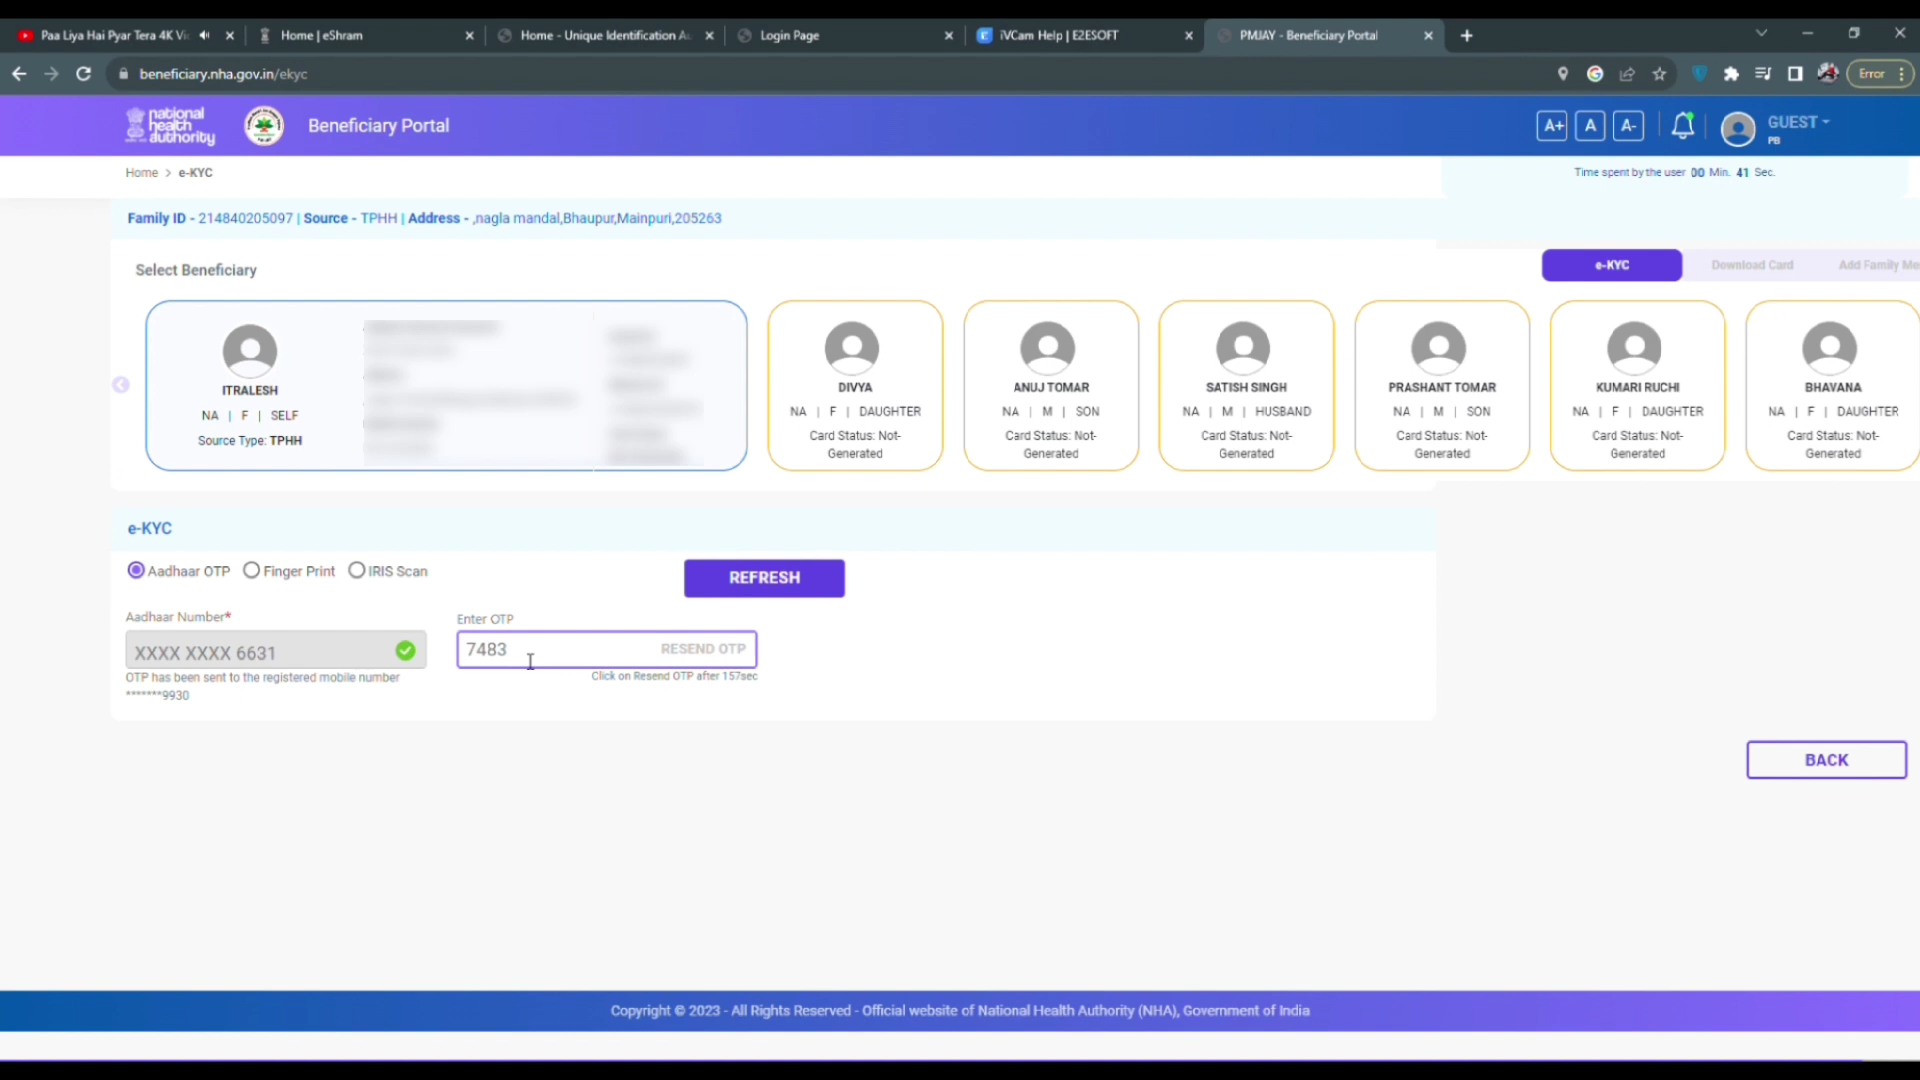 Paa Liya Hai Pyar Tera 4K Vi
Home | eShram
Home - Unique Identification A
Login Page
iVCam Help | E2ESOFT
PMJAY - Beneficiary Portal
beneficiary.nha.gov.in/ekyc
Error
national
health
authority
Beneficiary Portal
A+
A
A-
GUEST
PB
Home > e-KYC
Time spent by the user 00 Min. 41 Sec.
Family ID - 214840205097 | Source - TPHH | Address - ,nagla mandal,Bhaupur,Mainpuri,205263
Select Beneficiary
e-KYC
Download Card
Add Family Me
ITRALESH
NA | F | SELF
Source Type: TPHH
DIVYA
NA | F | DAUGHTER
Card Status: Not-
Generated
ANUJ TOMAR
NA | M | SON
Card Status: Not-
Generated
SATISH SINGH
NA | M | HUSBAND
Card Status: Not-
Generated
PRASHANT TOMAR
NA | M | SON
Card Status: Not-
Generated
KUMARI RUCHI
NA | F | DAUGHTER
Card Status: Not-
Generated
BHAVANA
NA | F | DAUGHTER
Card Status: Not-
Generated
e-KYC
Aadhaar OTP
Finger Print
IRIS Scan
REFRESH
Aadhaar Number*
Enter OTP
XXXX XXXX 6631
7483
RESEND OTP
OTP has been sent to the registered mobile number
*******9930
Click on Resend OTP after 157sec
BACK
Copyright © 2023 - All Rights Reserved - Official website of National Health Authority (NHA), Government of India